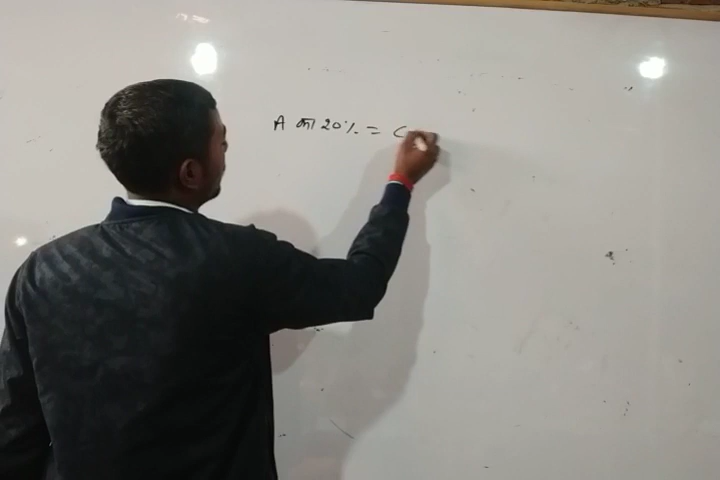 A का 20% = (